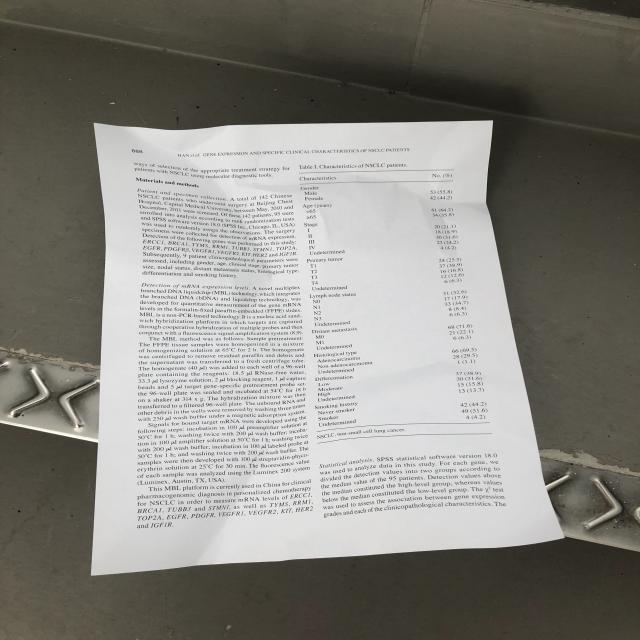 868
HAN et al: GENE EXPRESSION AND SPECIFIC CLINICAL CHARACTERISTICS OF NSCLC PATIENTS
ways of selection of the appropriate treatment strategy for
patients with NSCLC using molecular diagnostic tools.
Materials and methods
Patient and specimen collection. A total of 142 Chinese
NSCLC patients who underwent surgery at Beijing Chest
Hospital, Capital Medical University, between May, 2010 and
December, 2011 were screened. Of these 142 patients, 95 were
enrolled into analysis according to male randomization tests
and SPSS software version 18.0 (SPSS Inc., Chicago, IL, USA)
was used to randomly assign the observations. The surgery
specimens were collected for detection of mRNA expression.
Detection of the following genes was performed in this study:
ERCC1, BRCA1, TYMS, RRM1, TUBB3, STMN1, TOP2A,
EGFR, PDGFRB, VEGFR1, VEGFR2, KIT, HER2 and IGF1R.
Subsequently, 9 patient clinicopathological parameters were
assessed, including gender, age, clinical stage, primary tumor
size, nodal status, distant metastasis status, histological type,
differentiation and smoking history.
Detection of mRNA expression levels. A novel multiplex
branched DNA liquidchip (MBL) technology, which integrates
the branched DNA (bDNA) and liquidchip technology, was
developed for quantitative measurement of the gene mRNA
levels in the formalin-fixed paraffin-embedded (FFPE) slides.
MBL is a non-PCR-based technology. It is a nucleic acid sand-
wich hybridization platform in which targets are captured
through cooperative hybridization of multiple probes and then
conjunct with a fluorescence signal amplification system (8,9).
The MBL method was as follows: Sample pretreatment:
The FFPE tissue samples were homogenized in a mixture
of homogenizing solution at 65°C for 2 h. The homogenate
was centrifuged to remove residual paraffin and debris and
the supernatant was transferred to a fresh centrifuge tube.
The homogenate (40 µl) was added to each well of a 96-well
plate containing the reagents: 18.5 µl RNase-free water,
33.3 µl lysozyme solution, 2 µl blocking reagent, 1 µl capture
beads and 5 µl target gene-specific pretreatment probe set;
the 96-well plate was sealed and incubated at 54°C for 16 h
on a shaker at 314 x g. The hybridization mixture was then
transferred to a filtered 96-well plate. The unbound RNA and
other debris in the wells were removed by washing three times
with 250 µl wash buffer under a magnetic adsorption system.
Signals for bound target mRNA were developed using the
following steps: incubation in 100 µl preamplifier solution at
50°C for 1 h; washing twice with 200 µl wash buffer; incuba-
tion in 100 µl amplifier solution at 50°C for 1 h; washing twice
with 200 µl wash buffer; incubation in 100 µl labeled probe at
50°C for 1 h; and washing twice with 200 µl wash buffer. The
samples were then developed with 100 µl streptavidin-phyco-
erythrin solution at 25°C for 30 min. The fluorescence value
of each sample was analyzed using the Luminex 200 system
(Luminex, Austin, TX, USA).
This MBL platform is currently used in China for clinical
pharmacogenomic diagnosis in personalized chemotherapy
for NSCLC in order to measure mRNA levels of ERCC1,
BRCA1, TUBB3 and STMN1, as well as TYMS, RRM1,
TOP2A, EGFR, PDGFR, VEGFR1, VEGFR2, KIT, HER2
and IGF1R.
Table I. Characteristics of NSCLC patients.
Characteristics No. (%)
Gender
Male 53 (55.8)
Female 42 (44.2)
Age (years)
<65 61 (64.2)
≥65 34 (35.8)
Stage
I 20 (21.1)
II 18 (18.9)
III 30 (31.6)
IV 23 (24.2)
Undetermined 4 (4.2)
Primary tumor
T1 24 (25.3)
T2 37 (38.9)
T3 16 (16.8)
T4 12 (12.6)
Undetermined 6 (6.3)
Lymph node status
N0 31 (32.6)
N1 17 (17.9)
N2 33 (34.7)
N3 8 (8.4)
Undetermined 6 (6.3)
Distant metastasis
M0 68 (71.6)
M1 21 (22.1)
Undetermined 6 (6.3)
Histological type
Adenocarcinoma 66 (69.5)
Non-adenocarcinoma 28 (29.5)
Undetermined 1 (1.1)
Differentiation
Low 37 (38.9)
Moderate 30 (31.6)
High 15 (15.8)
Undetermined 13 (13.7)
Smoking history
Never smoker 42 (44.2)
Smoker 49 (51.6)
Undetermined 4 (4.2)
NSCLC, non-small cell lung cancer.
Statistical analysis. SPSS statistical software version 18.0
was used to analyze data in this study. For each gene, we
divided the detection values into two groups according to
the median value of the 95 patients. Detection values above
the median constituted the high-level group, whereas values
below the median constituted the low-level group. The χ² test
was used to assess the association between gene expression
grades and each of the clinicopathological characteristics. The